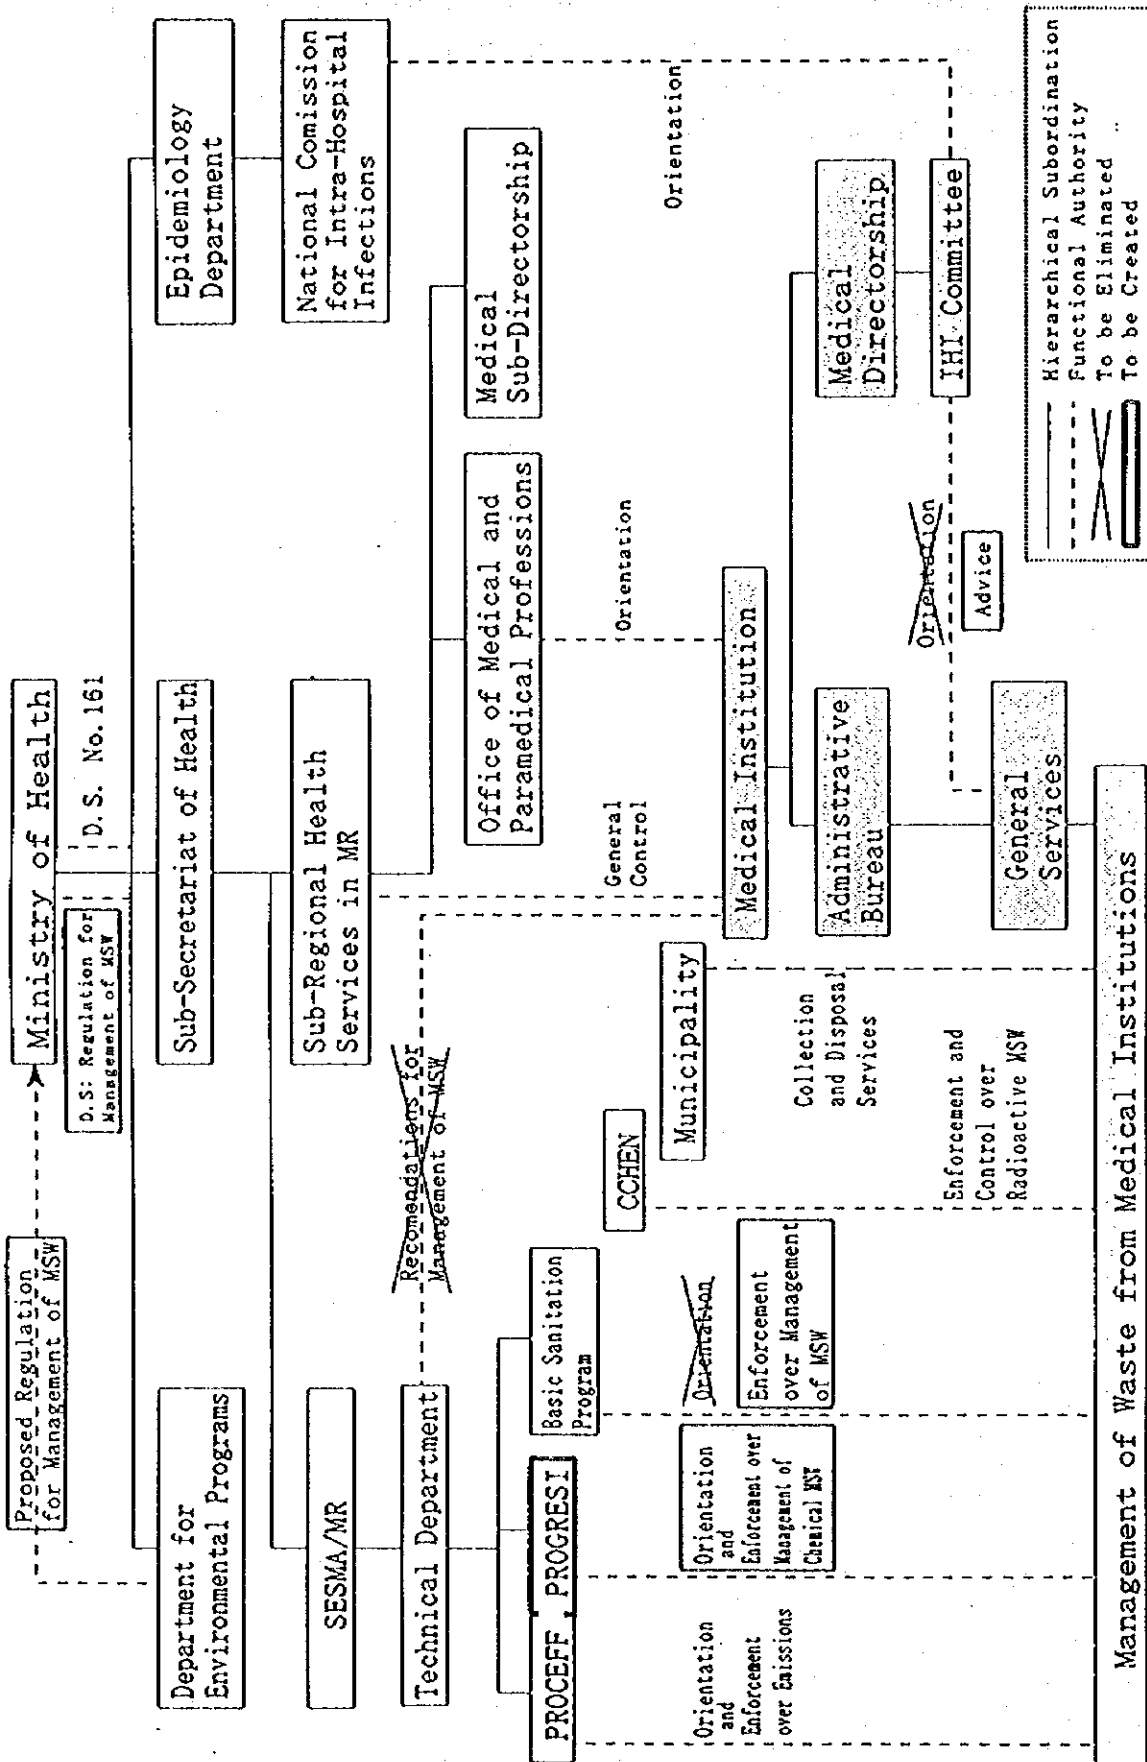 Proposed Regulation
for Management of MSW
Ministry of Health
D.S: Regulation for
Management of MSW
D.S. No.161
Department for
Environmental Programs
Sub-Secretariat of Health
Epidemiology
Department
SESMA/MR
Sub-Regional Health
Services in MR
National Comission
for Intra-Hospital
Infections
Technical Department
Recomendations for
Management of MSW
Office of Medical and
Paramedical Professions
Medical
Sub-Directorship
PROCEFF
PROGRESI
Basic Sanitation
Program
CCHEN
Municipality
General
Control
Orientation
Orientation
Medical Institution
Orientation
and
Enforcement
over Emissions
Orientation
and
Enforcement over
Management of
Chemical MSW
Orientation
Enforcement
over Management
of MSW
Collection
and Disposal
Services
Administrative
Bureau
Medical
Directorship
Enforcement and
Control over
Radioactive MSW
Orientation
Advice
IHI Committee
General
Services
Management of Waste from Medical Institutions
Hierarchical Subordination
Functional Authority
To be Eliminated
To be Created